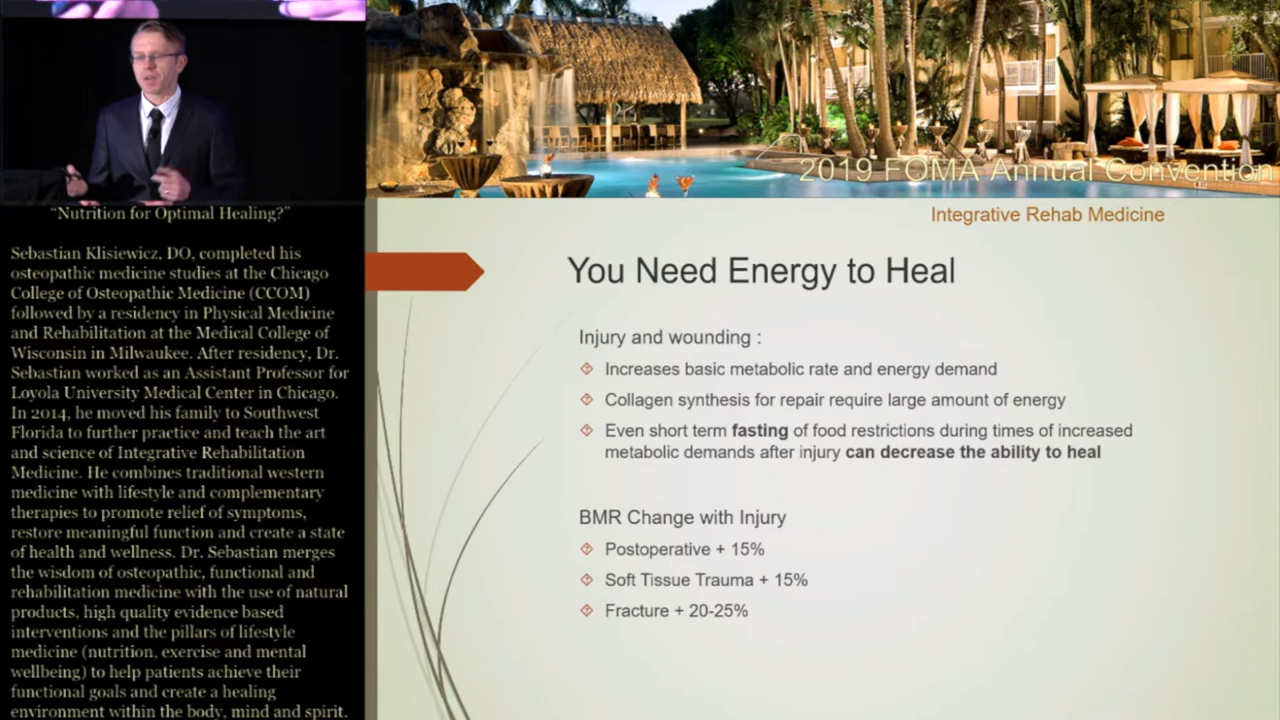 "Nutrition for Optimal Healing?"
Sebastian Klisiewicz, DO, completed his
osteopathic medicine studies at the Chicago
College of Osteopathic Medicine (CCOM)
followed by a residency in Physical Medicine
and Rehabilitation at the Medical College of
Wisconsin in Milwaukee. After residency, Dr.
Sebastian worked as an Assistant Professor for
Loyola University Medical Center in Chicago.
In 2014, he moved his family to Southwest
Florida to further practice and teach the art
and science of Integrative Rehabilitation
Medicine. He combines traditional western
medicine with lifestyle and complementary
therapies to promote relief of symptoms,
restore meaningful function and create a state
of health and wellness. Dr. Sebastian merges
the wisdom of osteopathic, functional and
rehabilitation medicine with the use of natural
products, high quality evidence based
interventions and the pillars of lifestyle
medicine (nutrition, exercise and mental
wellbeing) to help patients achieve their
functional goals and create a healing
environment within the body, mind and spirit.
2019 FOMA Annual Convention
Integrative Rehab Medicine
You Need Energy to Heal
Injury and wounding :
Increases basic metabolic rate and energy demand
Collagen synthesis for repair require large amount of energy
Even short term fasting of food restrictions during times of increased
metabolic demands after injury can decrease the ability to heal
BMR Change with Injury
Postoperative + 15%
Soft Tissue Trauma + 15%
Fracture + 20-25%